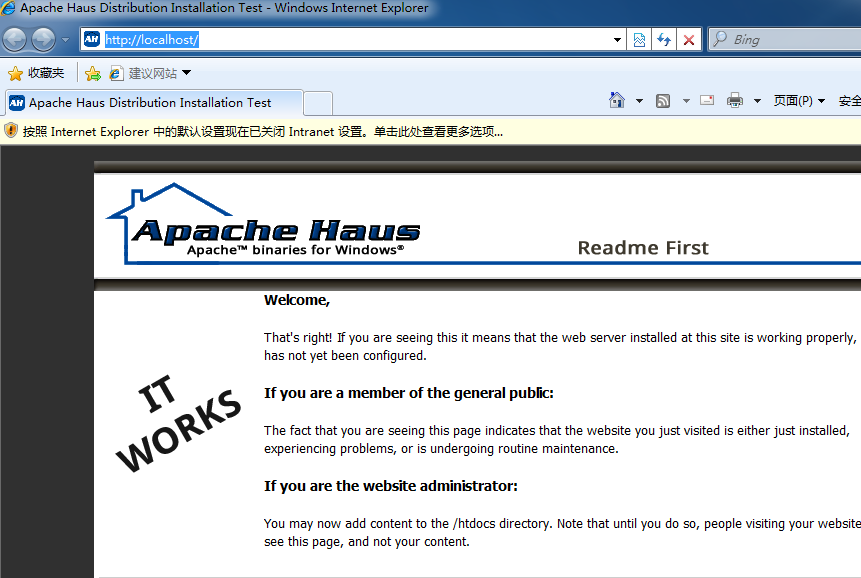 Apache Haus Distribution Installation Test - Windows Internet Explorer
AH http://localhost/
Bing
收藏夹 建议网站
AH Apache Haus Distribution Installation Test
页面(P) 安全
按照 Internet Explorer 中的默认设置现在已关闭 Intranet 设置。单击此处查看更多选项...
Apache Haus
Apache™ binaries for Windows®
Readme First
Welcome,
That's right! If you are seeing this it means that the web server installed at this site is working properly,
has not yet been configured.
IT
WORKS
If you are a member of the general public:
The fact that you are seeing this page indicates that the website you just visited is either just installed,
experiencing problems, or is undergoing routine maintenance.
If you are the website administrator:
You may now add content to the /htdocs directory. Note that until you do so, people visiting your website
see this page, and not your content.